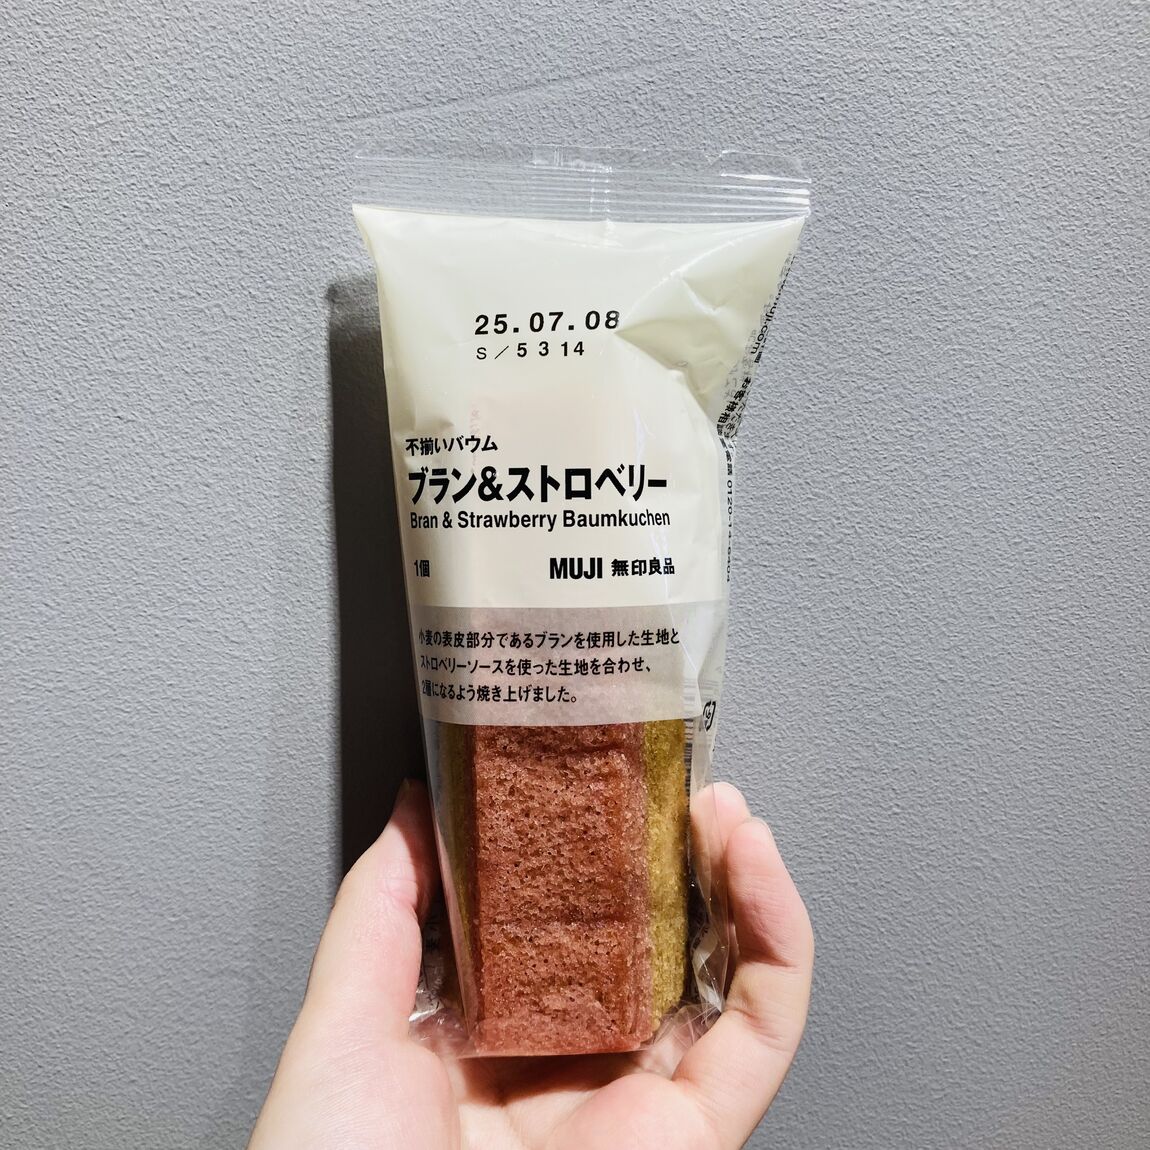 25.07.08
S/5 3 14
不揃いバウム
ブラン&ストロベリー
Bran & Strawberry Baumkuchen
1個
MUJI 無印良品
小麦の表皮部分であるブランを使用した生地と
ストロベリーソースを使った生地を合わせ、
2層になるよう焼き上げました。